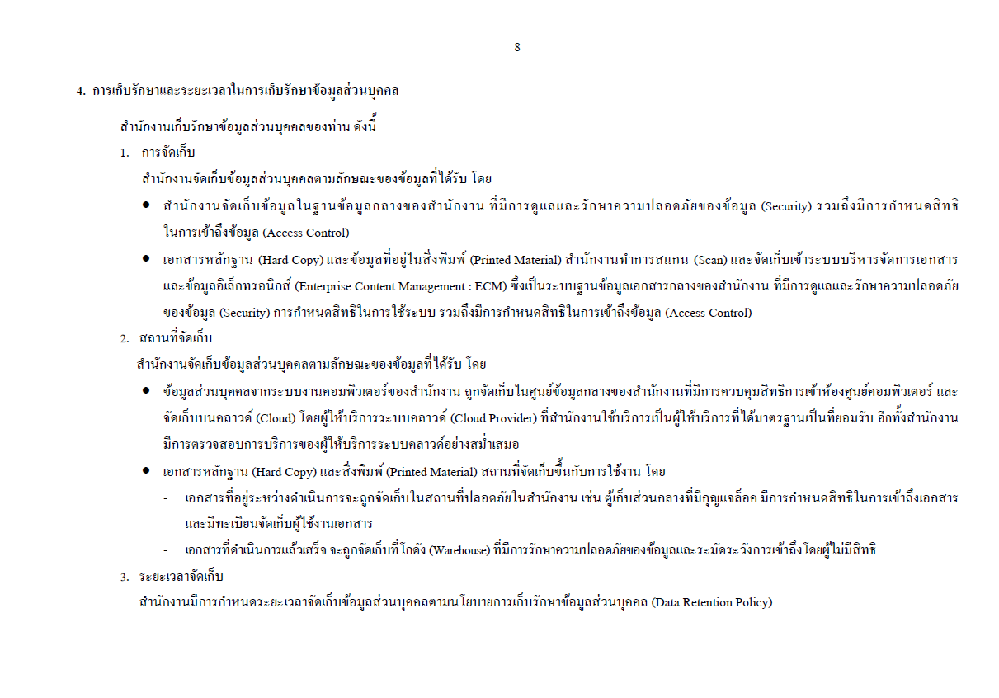 8
4. การเก็บรักษาและระยะเวลาในการเก็บรักษาข้อมูลส่วนบุคคล
สำนักงานเก็บรักษาข้อมูลส่วนบุคคลของท่าน ดังนี้
1. การจัดเก็บ
สำนักงานจัดเก็บข้อมูลส่วนบุคคลตามลักษณะของข้อมูลที่ได้รับ โดย
● สำนักงานจัดเก็บข้อมูลในฐานข้อมูลกลางของสำนักงาน ที่มีการดูแลและรักษาความปลอดภัยของข้อมูล (Security) รวมถึงมีการกำหนดสิทธิ
ในการเข้าถึงข้อมูล (Access Control)
● เอกสารหลักฐาน (Hard Copy) และข้อมูลที่อยู่ในสิ่งพิมพ์ (Printed Material) สำนักงานทำการสแกน (Scan) และจัดเก็บเข้าระบบบริหารจัดการเอกสาร
และข้อมูลอิเล็กทรอนิกส์ (Enterprise Content Management : ECM) ซึ่งเป็นระบบฐานข้อมูลเอกสารกลางของสำนักงาน ที่มีการดูแลและรักษาความปลอดภัย
ของข้อมูล (Security) การกำหนดสิทธิในการใช้ระบบ รวมถึงมีการกำหนดสิทธิในการเข้าถึงข้อมูล (Access Control)
2. สถานที่จัดเก็บ
สำนักงานจัดเก็บข้อมูลส่วนบุคคลตามลักษณะของข้อมูลที่ได้รับ โดย
● ข้อมูลส่วนบุคคลจากระบบงานคอมพิวเตอร์ของสำนักงาน ถูกจัดเก็บในศูนย์ข้อมูลกลางของสำนักงานที่มีการควบคุมสิทธิการเข้าห้องศูนย์คอมพิวเตอร์ และ
จัดเก็บบนคลาวด์ (Cloud) โดยผู้ให้บริการระบบคลาวด์ (Cloud Provider) ที่สำนักงานใช้บริการเป็นผู้ให้บริการที่ได้มาตรฐานเป็นที่ยอมรับ อีกทั้งสำนักงาน
มีการตรวจสอบการบริการของผู้ให้บริการระบบคลาวด์อย่างสม่ำเสมอ
● เอกสารหลักฐาน (Hard Copy) และสิ่งพิมพ์ (Printed Material) สถานที่จัดเก็บขึ้นกับการใช้งาน โดย
- เอกสารที่อยู่ระหว่างดำเนินการจะถูกจัดเก็บในสถานที่ปลอดภัยในสำนักงาน เช่น ตู้เก็บส่วนกลางที่มีกุญแจล็อค มีการกำหนดสิทธิในการเข้าถึงเอกสาร
และมีทะเบียนจัดเก็บผู้ใช้งานเอกสาร
- เอกสารที่ดำเนินการแล้วเสร็จ จะถูกจัดเก็บที่โกดัง (Warehouse) ที่มีการรักษาความปลอดภัยของข้อมูลและระมัดระวังการเข้าถึงโดยผู้ไม่มีสิทธิ
3. ระยะเวลาจัดเก็บ
สำนักงานมีการกำหนดระยะเวลาจัดเก็บข้อมูลส่วนบุคคลตามนโยบายการเก็บรักษาข้อมูลส่วนบุคคล (Data Retention Policy)